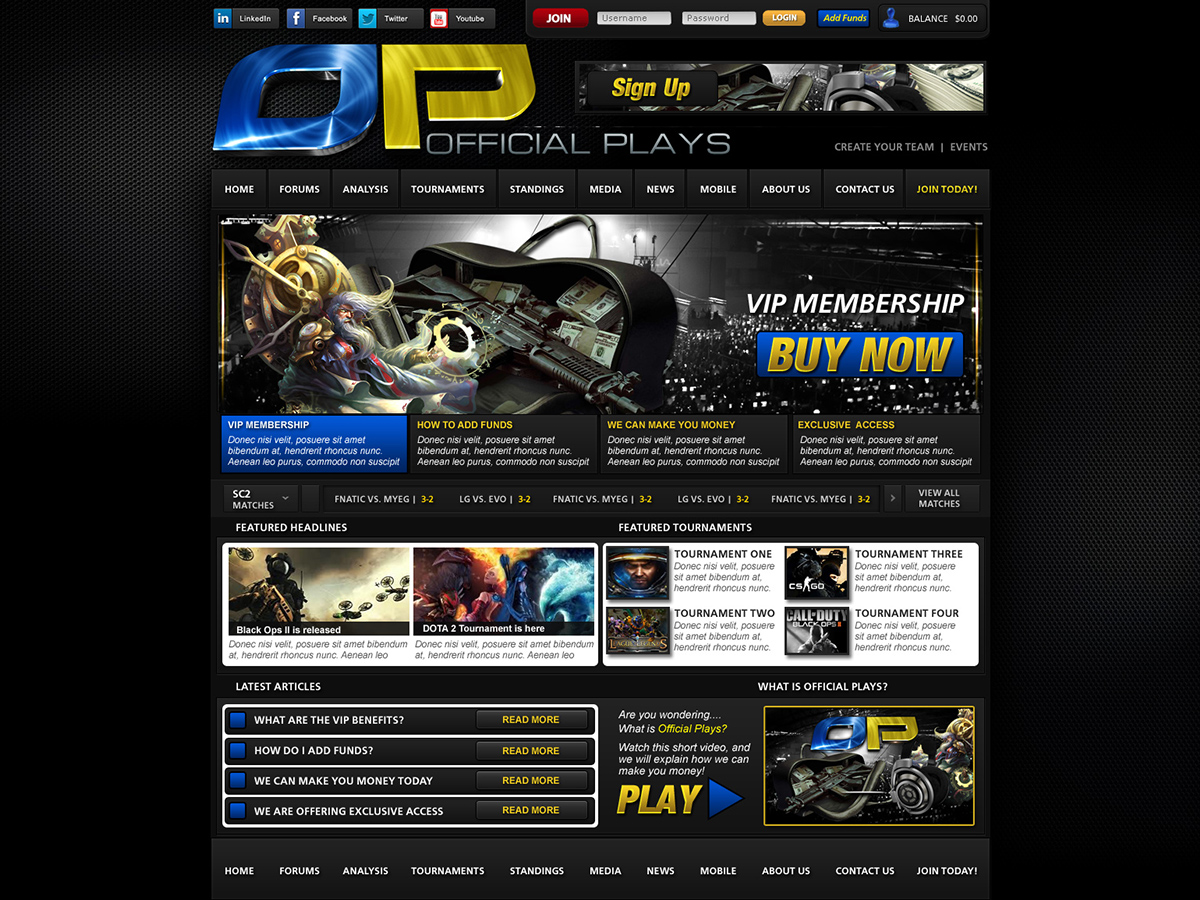 in LinkedIn
f Facebook
Twitter
You Tube Youtube
JOIN
Username
Password
LOGIN
Add Funds
BALANCE $0.00
OP
OFFICIAL PLAYS
Sign Up
CREATE YOUR TEAM | EVENTS
HOME
FORUMS
ANALYSIS
TOURNAMENTS
STANDINGS
MEDIA
NEWS
MOBILE
ABOUT US
CONTACT US
JOIN TODAY!
VIP MEMBERSHIP
BUY NOW
VIP MEMBERSHIP
Donec nisi velit, posuere sit amet
bibendum at, hendrerit rhoncus nunc.
Aenean leo purus, commodo non suscipit
HOW TO ADD FUNDS
Donec nisi velit, posuere sit amet
bibendum at, hendrerit rhoncus nunc.
Aenean leo purus, commodo non suscipit
WE CAN MAKE YOU MONEY
Donec nisi velit, posuere sit amet
bibendum at, hendrerit rhoncus nunc.
Aenean leo purus, commodo non suscipit
EXCLUSIVE ACCESS
Donec nisi velit, posuere sit amet
bibendum at, hendrerit rhoncus nunc.
Aenean leo purus, commodo non suscipit
SC2
MATCHES
FNATIC VS. MYEG | 3-2
LG VS. EVO | 3-2
FNATIC VS. MYEG | 3-2
LG VS. EVO | 3-2
FNATIC VS. MYEG | 3-2
VIEW ALL
MATCHES
FEATURED HEADLINES
Black Ops II is released
Donec nisi velit, posuere sit amet bibendum
at, hendrerit rhoncus nunc. Aenean leo
DOTA 2 Tournament is here
Donec nisi velit, posuere sit amet bibendum
at, hendrerit rhoncus nunc. Aenean leo
FEATURED TOURNAMENTS
TOURNAMENT ONE
Donec nisi velit, posuere
sit amet bibendum at,
hendrerit rhoncus nunc.
CS GO
TOURNAMENT THREE
Donec nisi velit, posuere
sit amet bibendum at,
hendrerit rhoncus nunc.
LEAGUE LEGENDS
TOURNAMENT TWO
Donec nisi velit, posuere
sit amet bibendum at,
hendrerit rhoncus nunc.
CALL OF DUTY
BLACK OPS II
TOURNAMENT FOUR
Donec nisi velit, posuere
sit amet bibendum at,
hendrerit rhoncus nunc.
LATEST ARTICLES
WHAT ARE THE VIP BENEFITS?
READ MORE
HOW DO I ADD FUNDS?
READ MORE
WE CAN MAKE YOU MONEY TODAY
READ MORE
WE ARE OFFERING EXCLUSIVE ACCESS
READ MORE
WHAT IS OFFICIAL PLAYS?
Are you wondering....
What is Official Plays?
Watch this short video, and
we will explain how we can
make you money!
PLAY
OP
HOME
FORUMS
ANALYSIS
TOURNAMENTS
STANDINGS
MEDIA
NEWS
MOBILE
ABOUT US
CONTACT US
JOIN TODAY!